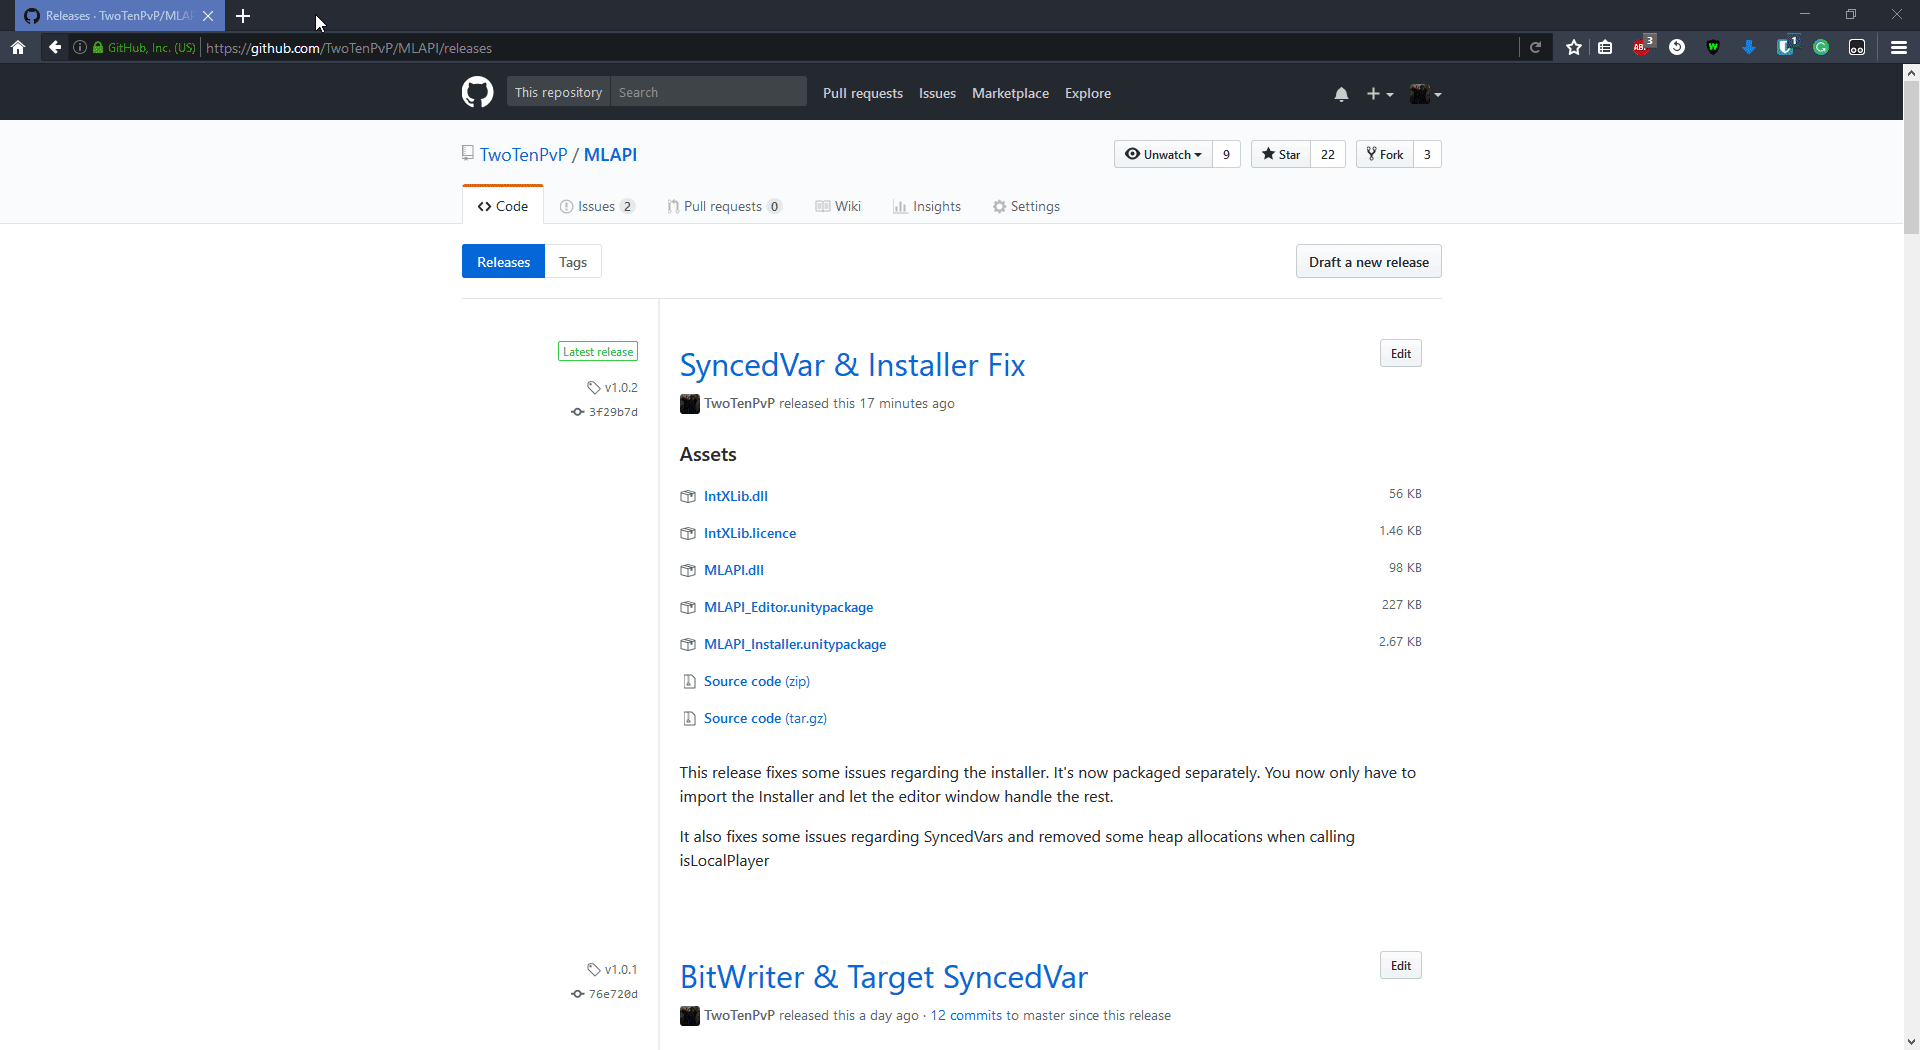 Releases · TwoTenPvP/MLAPI
GitHub, Inc. (US) https://github.com/TwoTenPvP/MLAPI/releases
ABP 3 W 1
This repository Search Pull requests Issues Marketplace Explore
TwoTenPvP / MLAPI
Unwatch 9 Star 22 Fork 3
Code Issues 2 Pull requests 0 Wiki Insights Settings
Releases Tags Draft a new release
Latest release
v1.0.2
3f29b7d
SyncedVar & Installer Fix Edit
TwoTenPvP released this 17 minutes ago
Assets
IntXLib.dll 56 KB
IntXLib.licence 1.46 KB
MLAPI.dll 98 KB
MLAPI_Editor.unitypackage 227 KB
MLAPI_Installer.unitypackage 2.67 KB
Source code (zip)
Source code (tar.gz)
This release fixes some issues regarding the installer. It's now packaged separately. You now only have to
import the Installer and let the editor window handle the rest.
It also fixes some issues regarding SyncedVars and removed some heap allocations when calling
isLocalPlayer
v1.0.1
76e720d
BitWriter & Target SyncedVar Edit
TwoTenPvP released this a day ago · 12 commits to master since this release